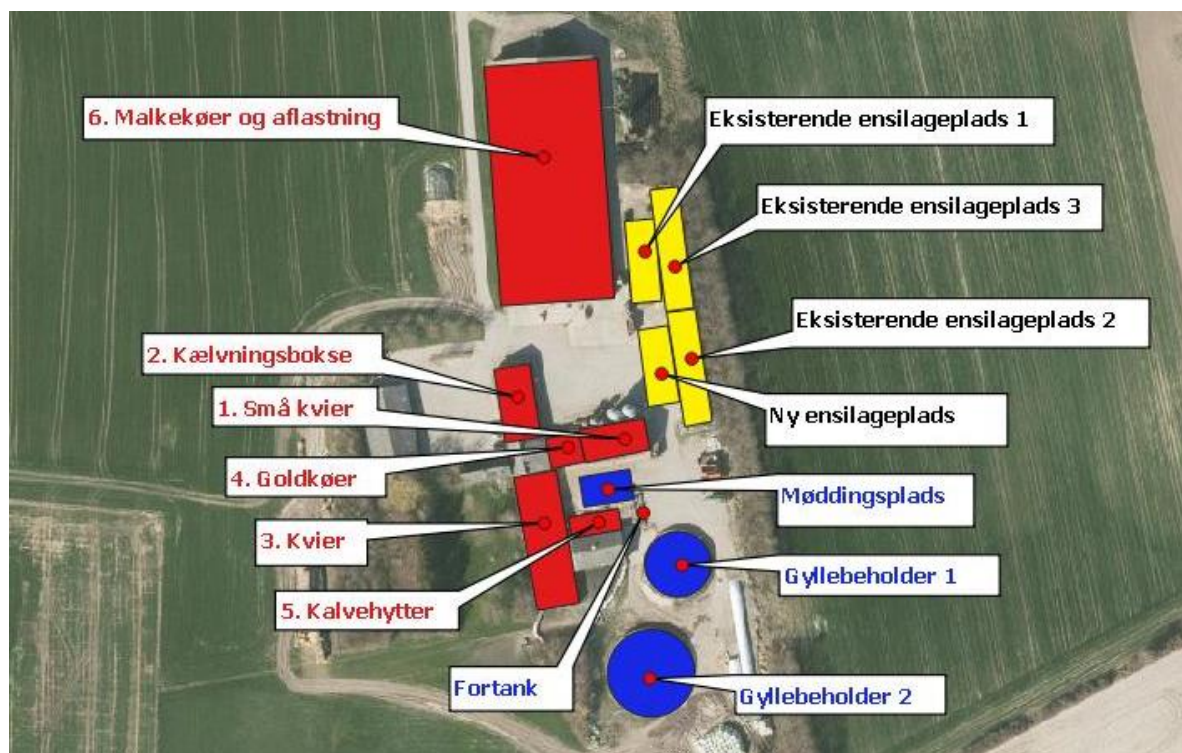 6. Malkekøer og aflastning
Eksisterende ensilageplads 1
Eksisterende ensilageplads 3
Eksisterende ensilageplads 2
2. Kælvningsbokse
1. Små kvier
Ny ensilageplads
4. Goldkøer
Møddingsplads
3. Kvier
Gyllebeholder 1
5. Kalvehytter
Fortank
Gyllebeholder 2